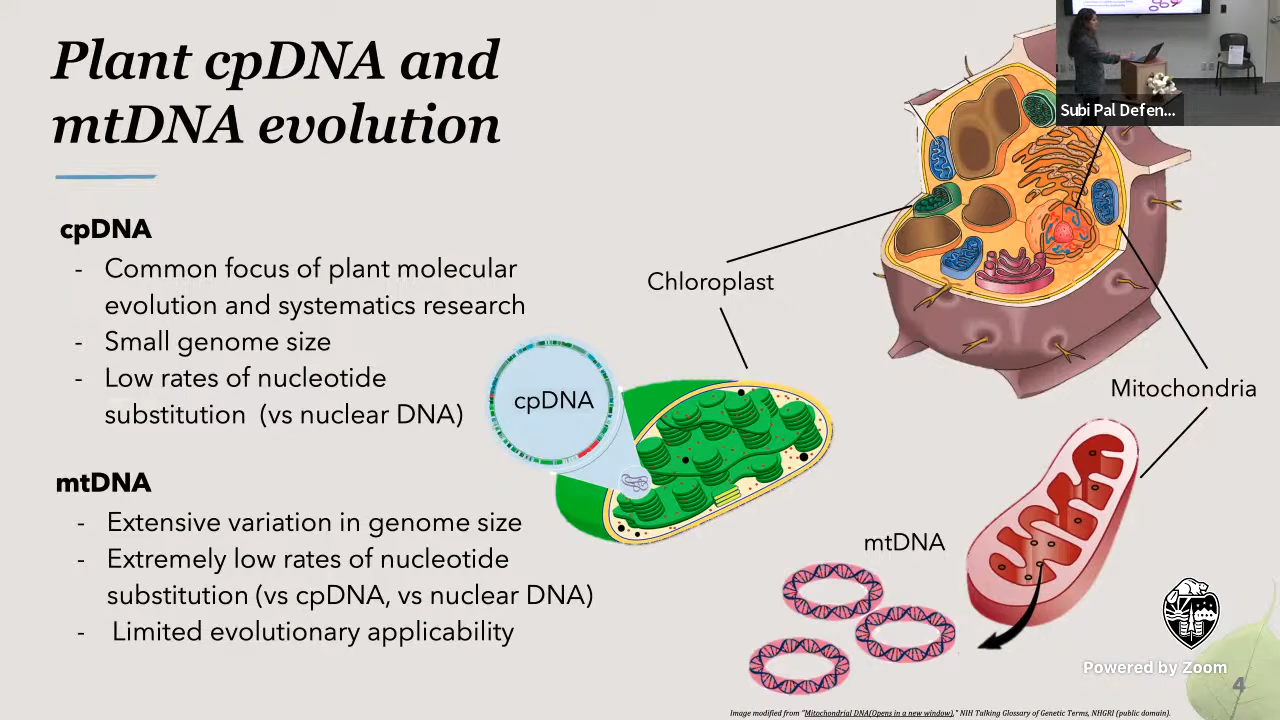 Plant cpDNA and
mtDNA evolution
cpDNA
- Common focus of plant molecular
evolution and systematics research
- Small genome size
- Low rates of nucleotide
substitution (vs nuclear DNA)
mtDNA
- Extensive variation in genome size
- Extremely low rates of nucleotide
substitution (vs cpDNA, vs nuclear DNA)
- Limited evolutionary applicability
Chloroplast
cpDNA
Mitochondria
mtDNA
Subi Pal Defen...
Powered by Zoom
4
Image modified from "Mitochondrial DNA(Opens in a new window)," NIH Talking Glossary of Genetic Terms, NHGRI (public domain).